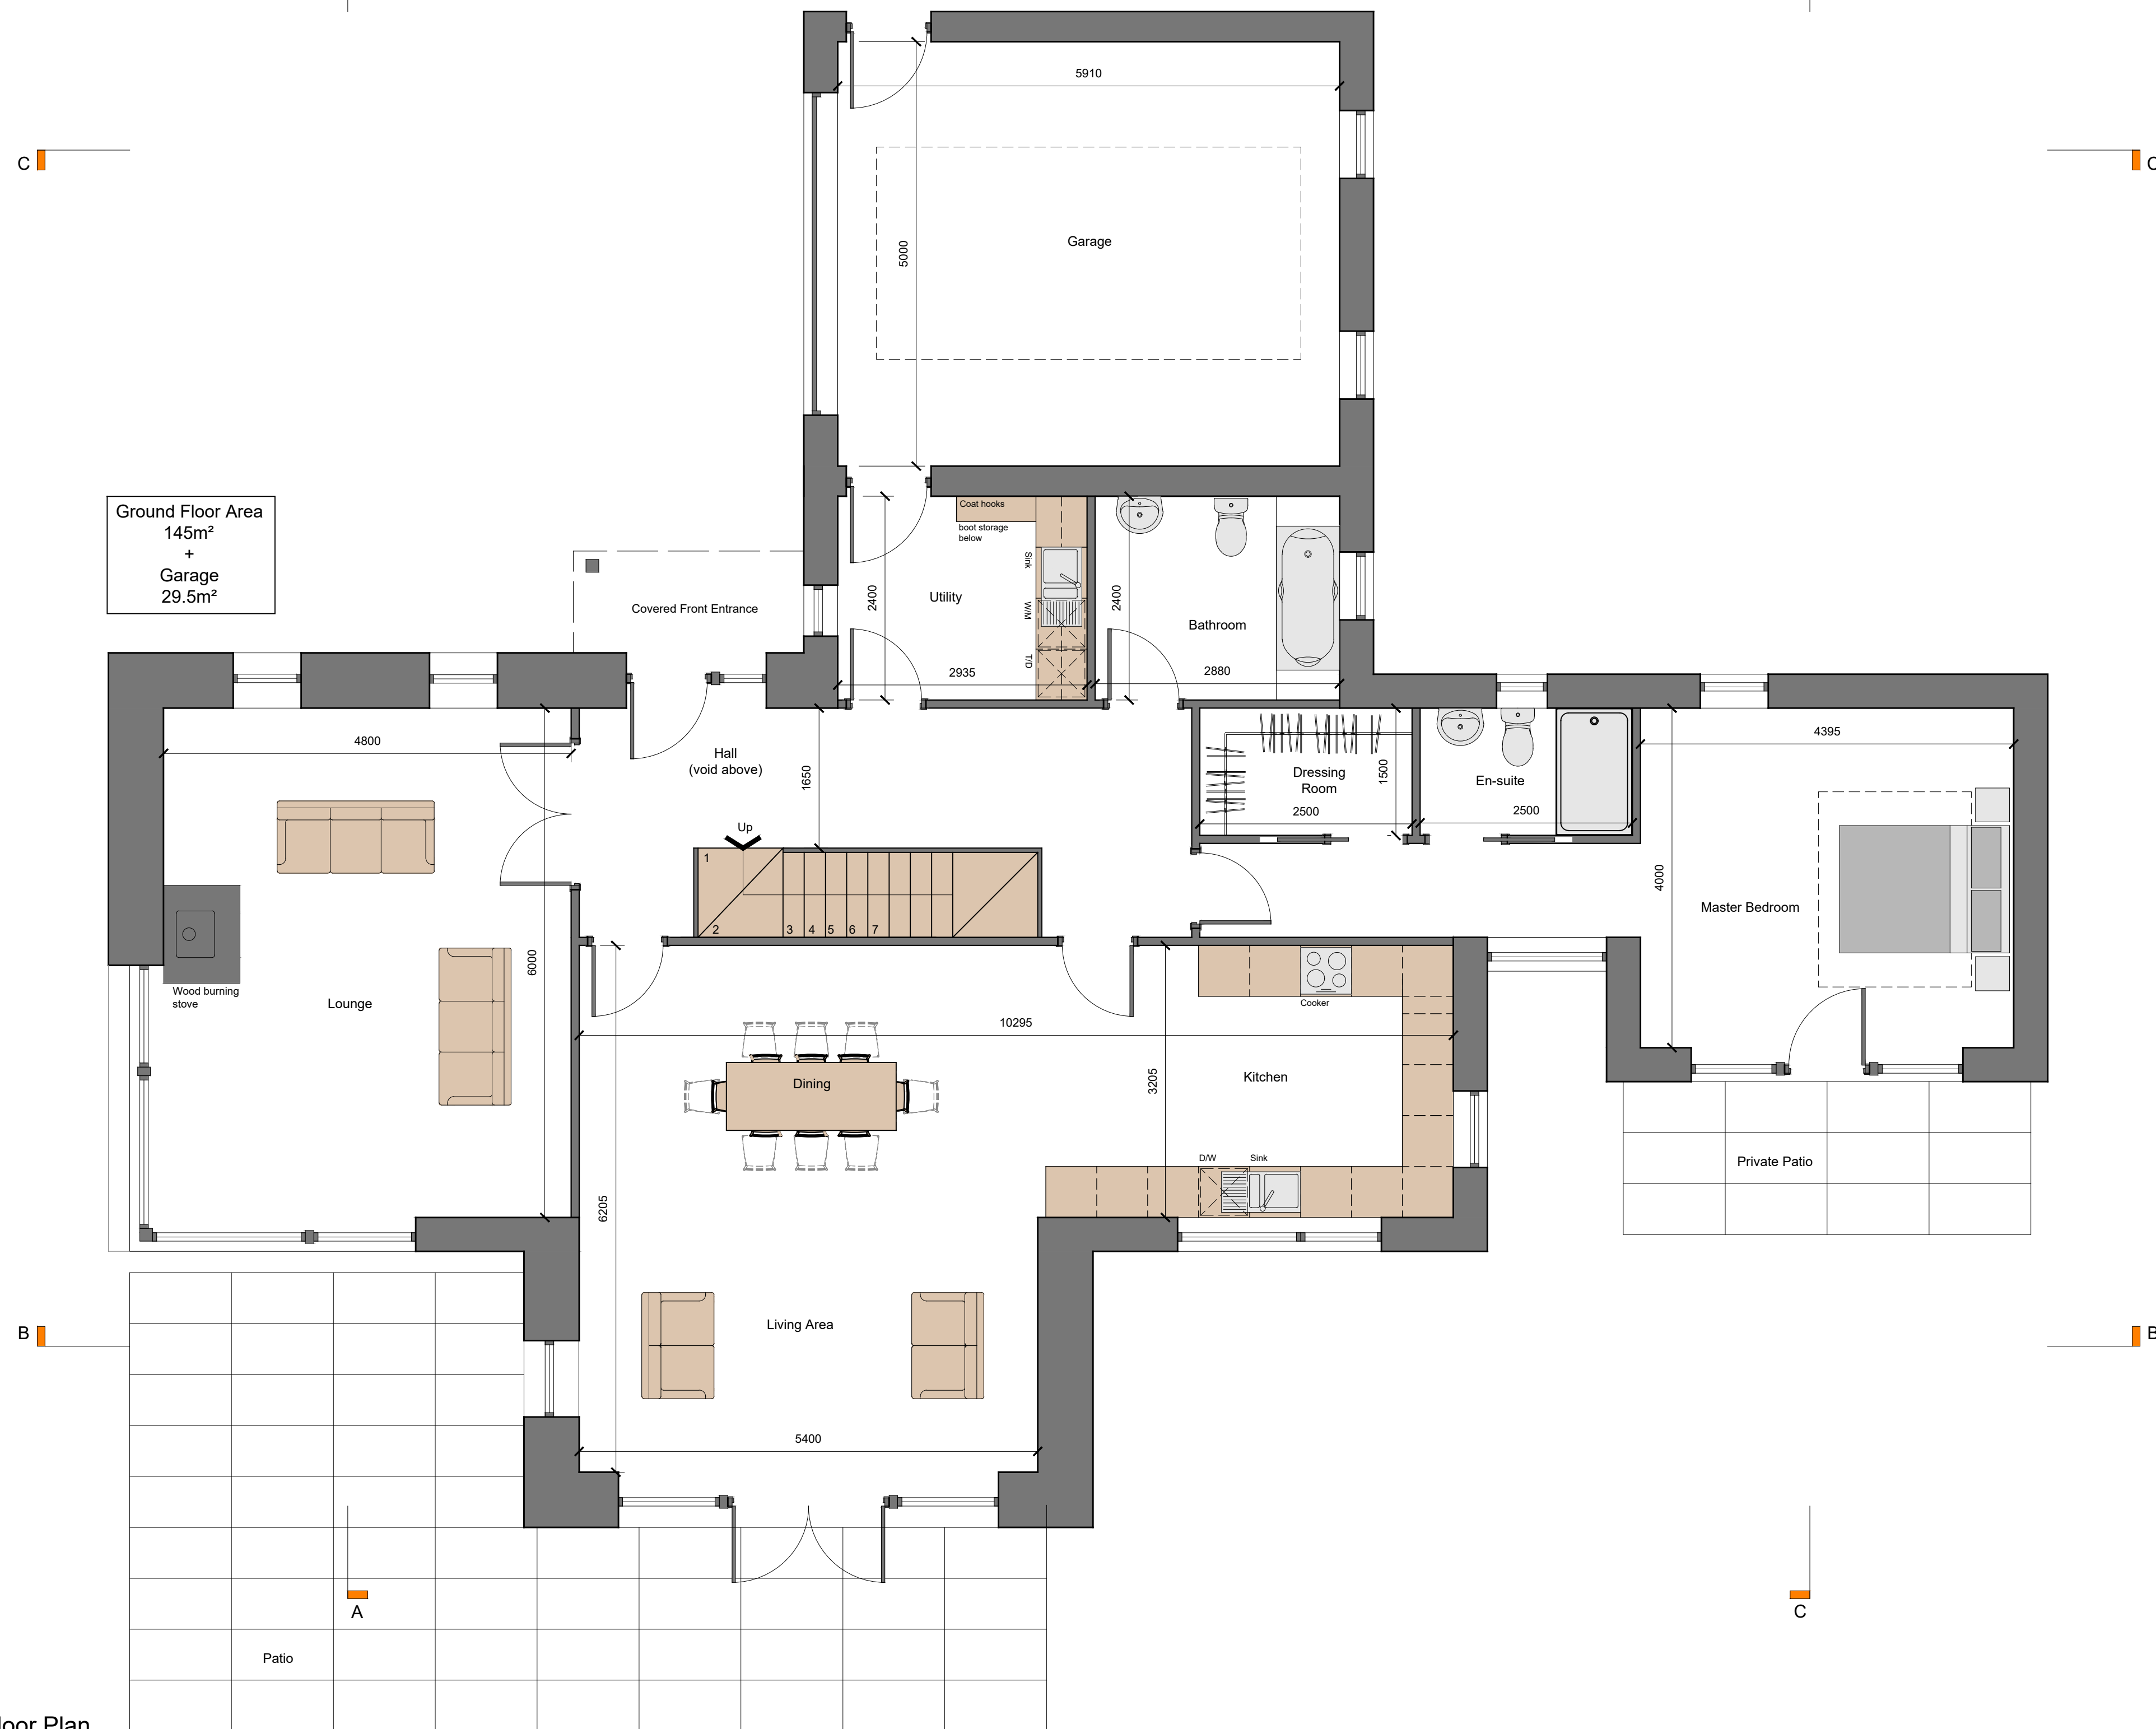 5910
C
C
Garage
5000
Ground Floor Area
145m²
+
Garage
29.5m²
Coat hooks
boot storage
below
Sink
W/M
T/D
Utility
2400
2935
Covered Front Entrance
2400
Bathroom
2880
4800
Hall
(void above)
1650
Dressing
Room
2500
1500
En-suite
2500
4395
Up
1
2
3
4
5
6
7
4000
Master Bedroom
6000
Wood burning
stove
Lounge
Cooker
10295
Dining
3205
Kitchen
D/W
Sink
Private Patio
6205
B
B
Living Area
5400
A
C
Patio
Plan